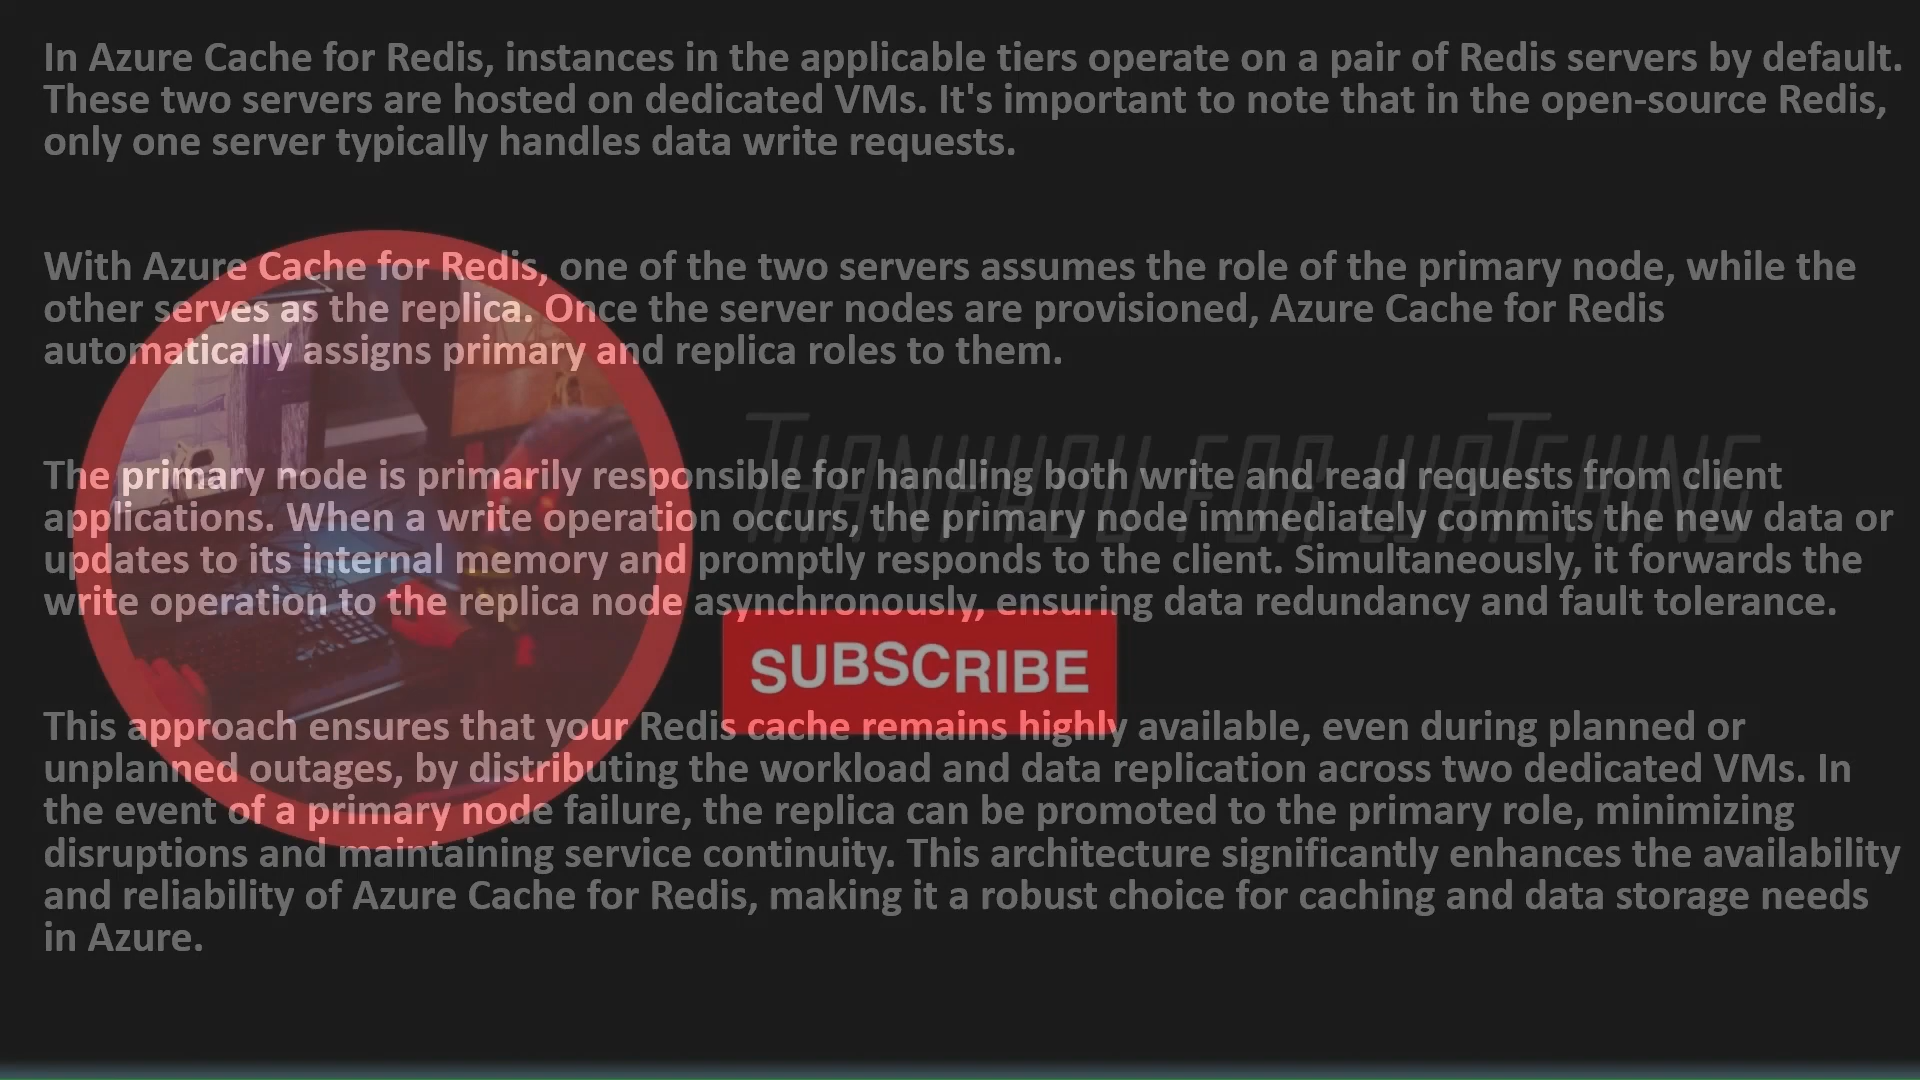 In Azure Cache for Redis, instances in the applicable tiers operate on a pair of Redis servers by default.
These two servers are hosted on dedicated VMs. It's important to note that in the open-source Redis,
only one server typically handles data write requests.
With Azure Cache for Redis, one of the two servers assumes the role of the primary node, while the
other serves as the replica. Once the server nodes are provisioned, Azure Cache for Redis
automatically assigns primary and replica roles to them.
THANKYOU FOR WATCHING
The primary node is primarily responsible for handling both write and read requests from client
applications. When a write operation occurs, the primary node immediately commits the new data or
updates to its internal memory and promptly responds to the client. Simultaneously, it forwards the
write operation to the replica node asynchronously, ensuring data redundancy and fault tolerance.
SUBSCRIBE
This approach ensures that your Redis cache remains highly available, even during planned or
unplanned outages, by distributing the workload and data replication across two dedicated VMs. In
the event of a primary node failure, the replica can be promoted to the primary role, minimizing
disruptions and maintaining service continuity. This architecture significantly enhances the availability
and reliability of Azure Cache for Redis, making it a robust choice for caching and data storage needs
in Azure.